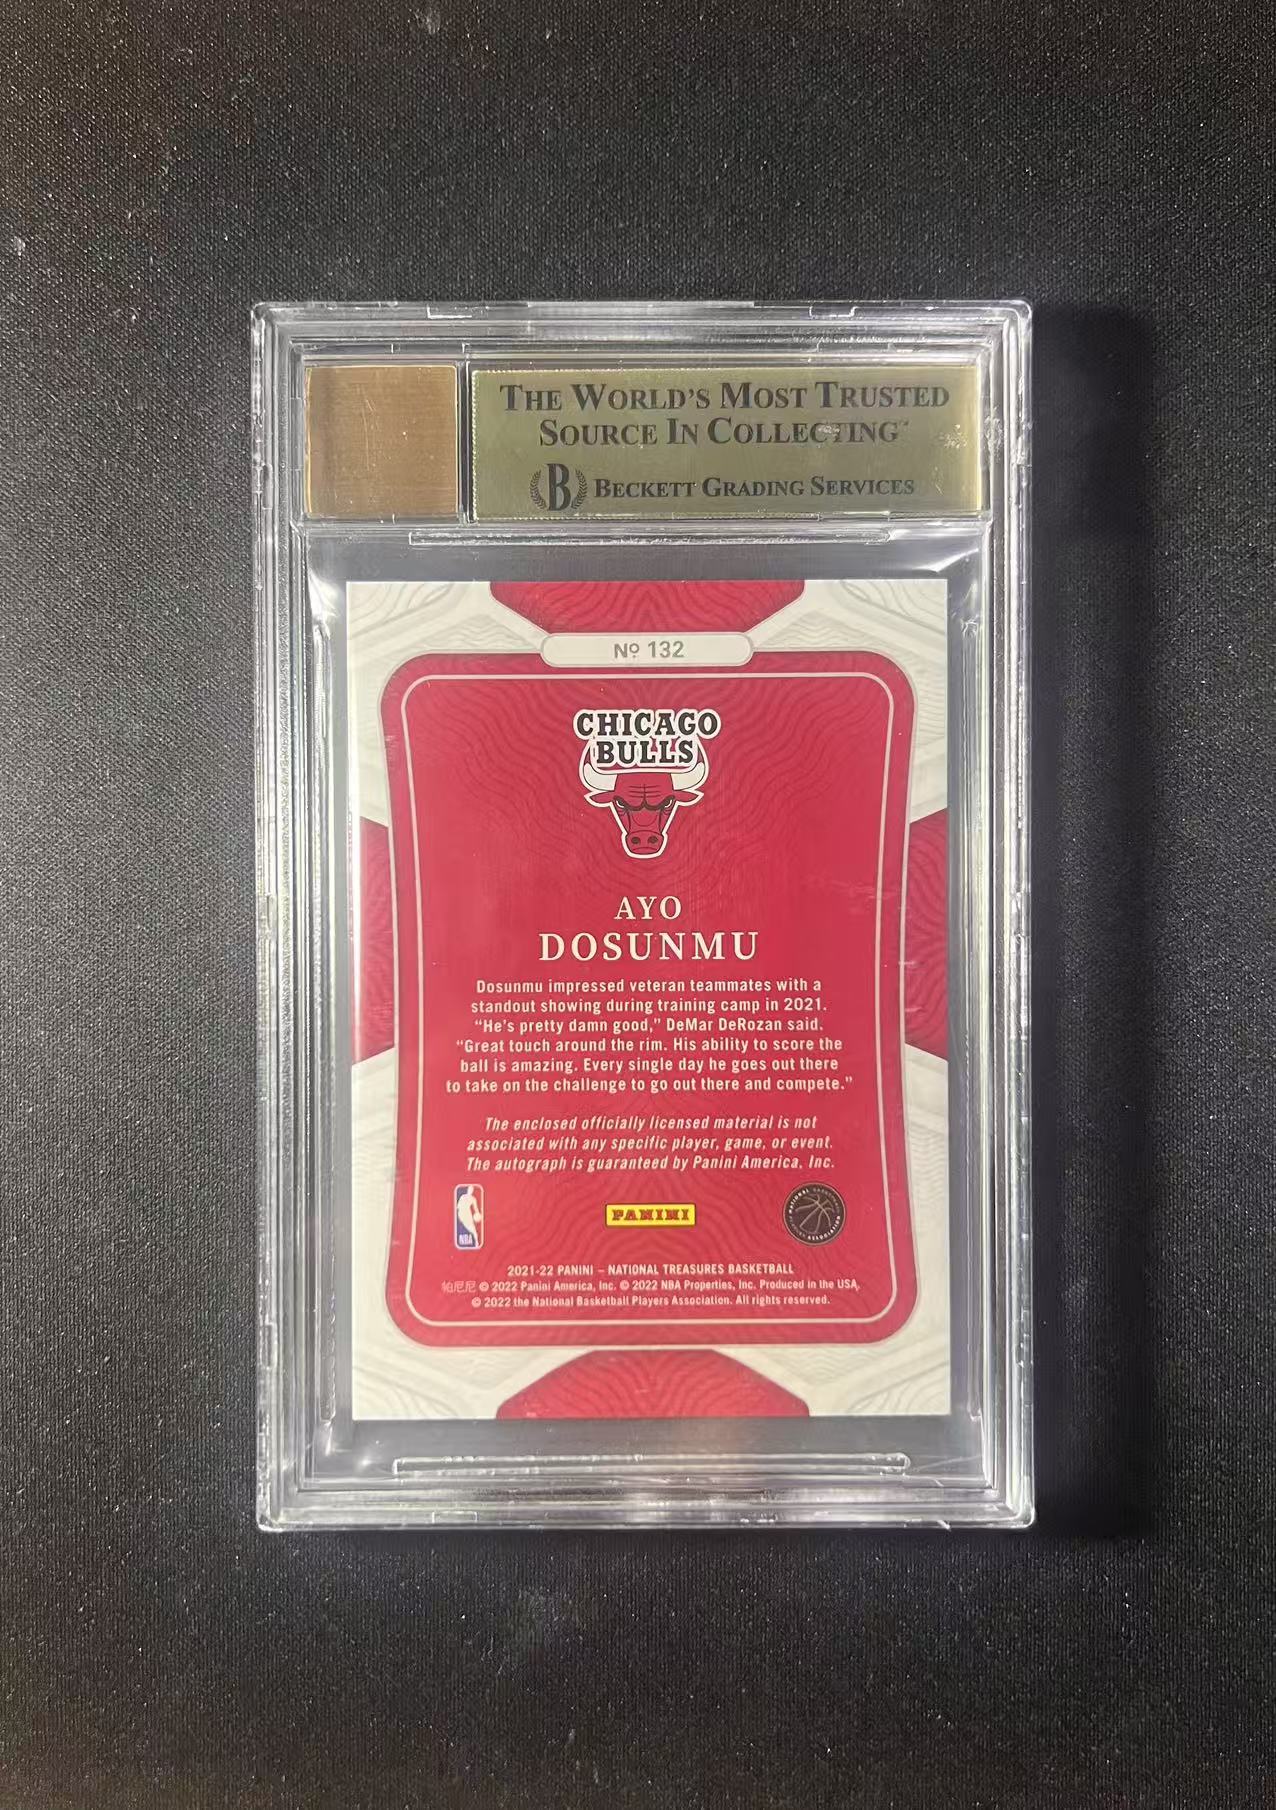 THE WORLD'S MOST TRUSTED
SOURCE IN COLLECTING™
B BECKETT GRADING SERVICES
Nº 132
CHICAGO
BULLS
AYO
DOSUNMU
Dosunmu impressed veteran teammates with a
standout showing during training camp in 2021.
“He's pretty damn good,” DeMar DeRozan said.
“Great touch around the rim. His ability to score the
ball is amazing. Every single day he goes out there
to take on the challenge to go out there and compete.”
The enclosed officially licensed material is not
associated with any specific player, game, or event.
The autograph is guaranteed by Panini America, Inc.
NBA
PANINI
NATIONAL BASKETBALL PLAYERS ASSOCIATION
2021-22 PANINI – NATIONAL TREASURES BASKETBALL
帕尼尼 © 2022 Panini America, Inc. © 2022 NBA Properties, Inc. Produced in the USA.
© 2022 the National Basketball Players Association. All rights reserved.